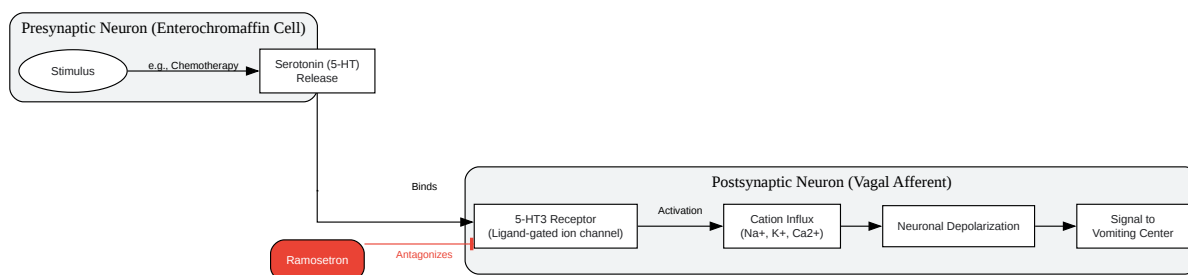 Presynaptic Neuron (Enterochromaffin Cell)
Stimulus
e.g., Chemotherapy
Serotonin (5-HT)
Release
Binds
Postsynaptic Neuron (Vagal Afferent)
5-HT3 Receptor
(Ligand-gated ion channel)
Activation
Cation Influx
(Na+, K+, Ca2+)
Neuronal Depolarization
Signal to
Vomiting Center
Ramosetron
Antagonizes